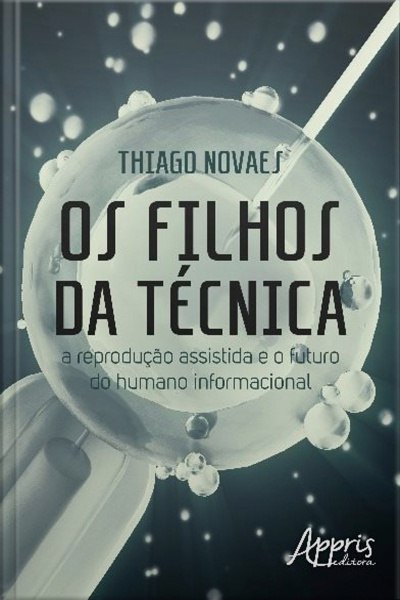 THIAGO NOVAES
OS FILHOS
DA TÉCNICA
a reprodução assistida e o futuro
do humano informacional
Appris
editora